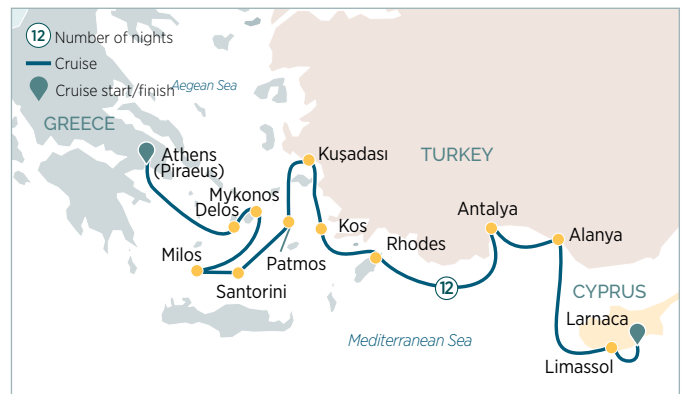 12 Number of nights
Cruise
Cruise start/finish
Aegean Sea
GREECE
Athens
(Piraeus)
Kuşadası
TURKEY
Mykonos
Delos
Kos
Antalya
Alanya
Rhodes
Milos
Patmos
Santorini
12
CYPRUS
Larnaca
Mediterranean Sea
Limassol